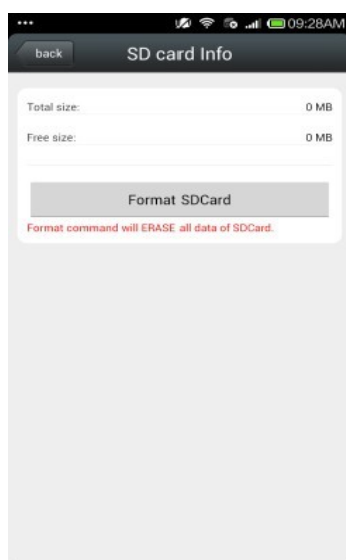 ... 09:28AM
back SD card Info
Total size: 0 MB
Free size: 0 MB
Format SDCard
Format command will ERASE all data of SDCard.